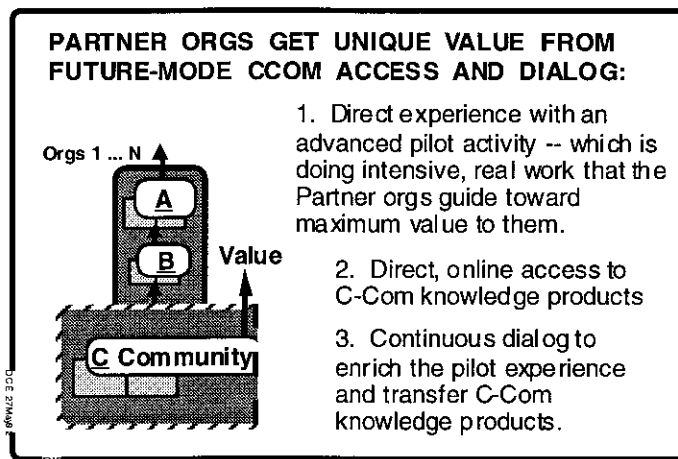 PARTNER ORGS GET UNIQUE VALUE FROM
FUTURE-MODE CCOM ACCESS AND DIALOG:
1. Direct experience with an
advanced pilot activity -- which is
doing intensive, real work that the
Partner orgs guide toward
maximum value to them.
Orgs 1 ... N
A
B
Value
C Community
2. Direct, online access to
C-Com knowledge products
3. Continuous dialog to
enrich the pilot experience
and transfer C-Com
knowledge products.
DCE